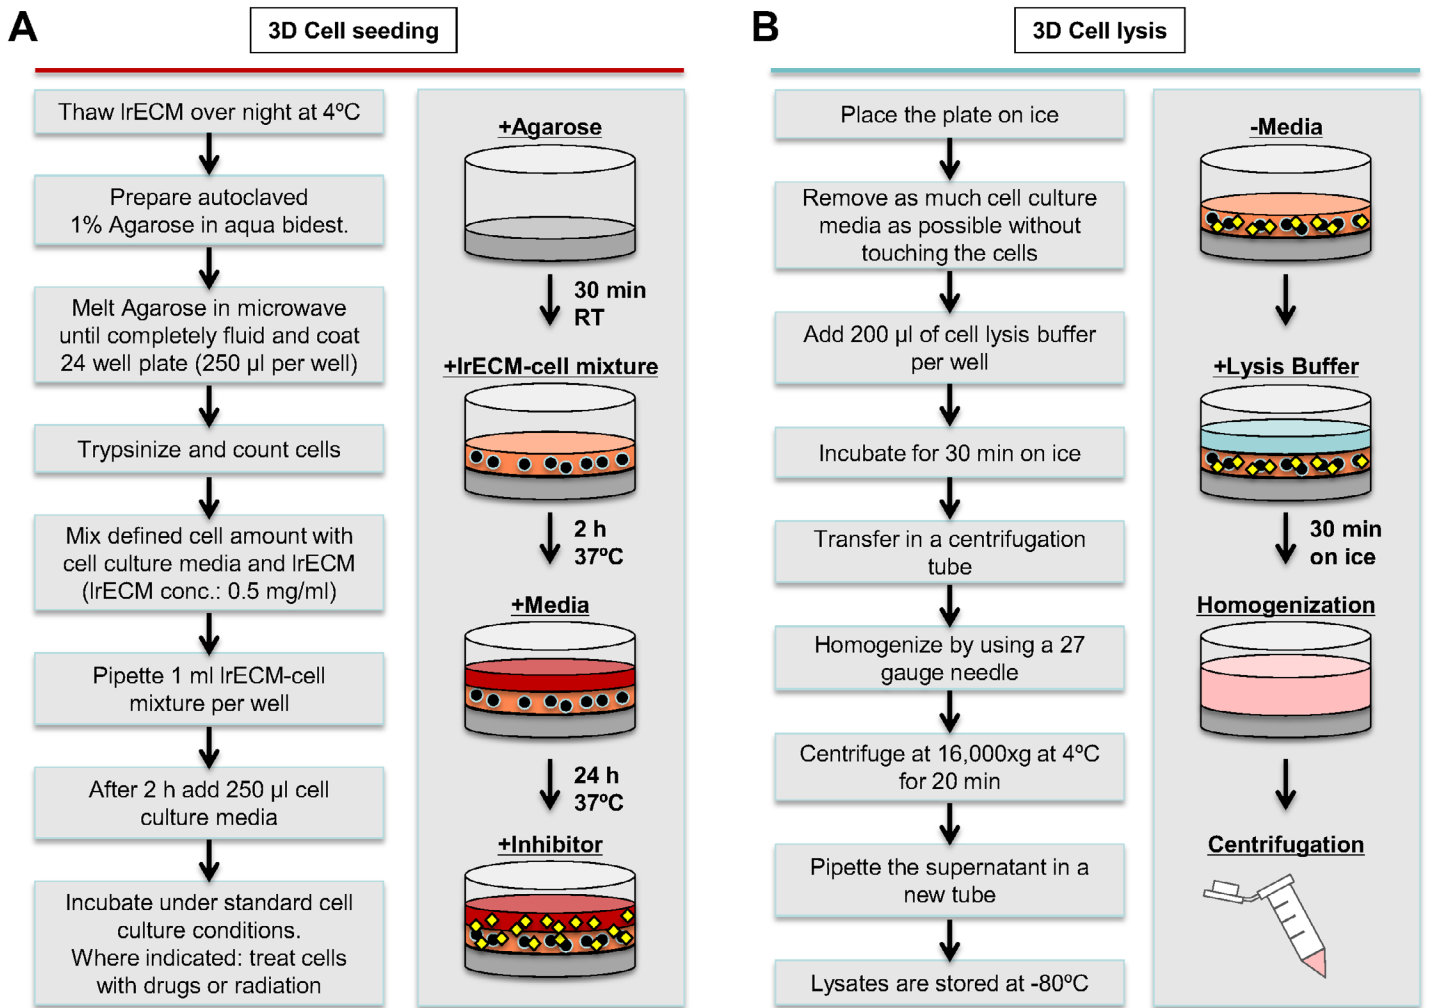 A
3D Cell seeding
Thaw lrECM over night at 4ºC
Prepare autoclaved
1% Agarose in aqua bidest.
Melt Agarose in microwave
until completely fluid and coat
24 well plate (250 µl per well)
Trypsinize and count cells
Mix defined cell amount with
cell culture media and lrECM
(lrECM conc.: 0.5 mg/ml)
Pipette 1 ml lrECM-cell
mixture per well
After 2 h add 250 µl cell
culture media
Incubate under standard cell
culture conditions.
Where indicated: treat cells
with drugs or radiation
+Agarose
30 min
RT
+lrECM-cell mixture
2 h
37ºC
+Media
24 h
37ºC
+Inhibitor
B
3D Cell lysis
Place the plate on ice
Remove as much cell culture
media as possible without
touching the cells
Add 200 µl of cell lysis buffer
per well
Incubate for 30 min on ice
Transfer in a centrifugation
tube
Homogenize by using a 27
gauge needle
Centrifuge at 16,000xg at 4ºC
for 20 min
Pipette the supernatant in a
new tube
Lysates are stored at -80ºC
-Media
+Lysis Buffer
30 min
on ice
Homogenization
Centrifugation